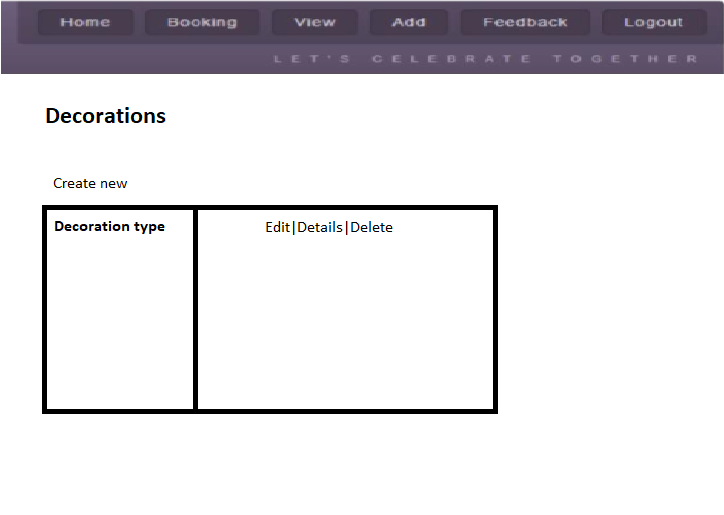 Home Booking View Add Feedback Logout
LET'S CELEBRATE TOGETHER
Decorations
Create new
Decoration type Edit|Details|Delete